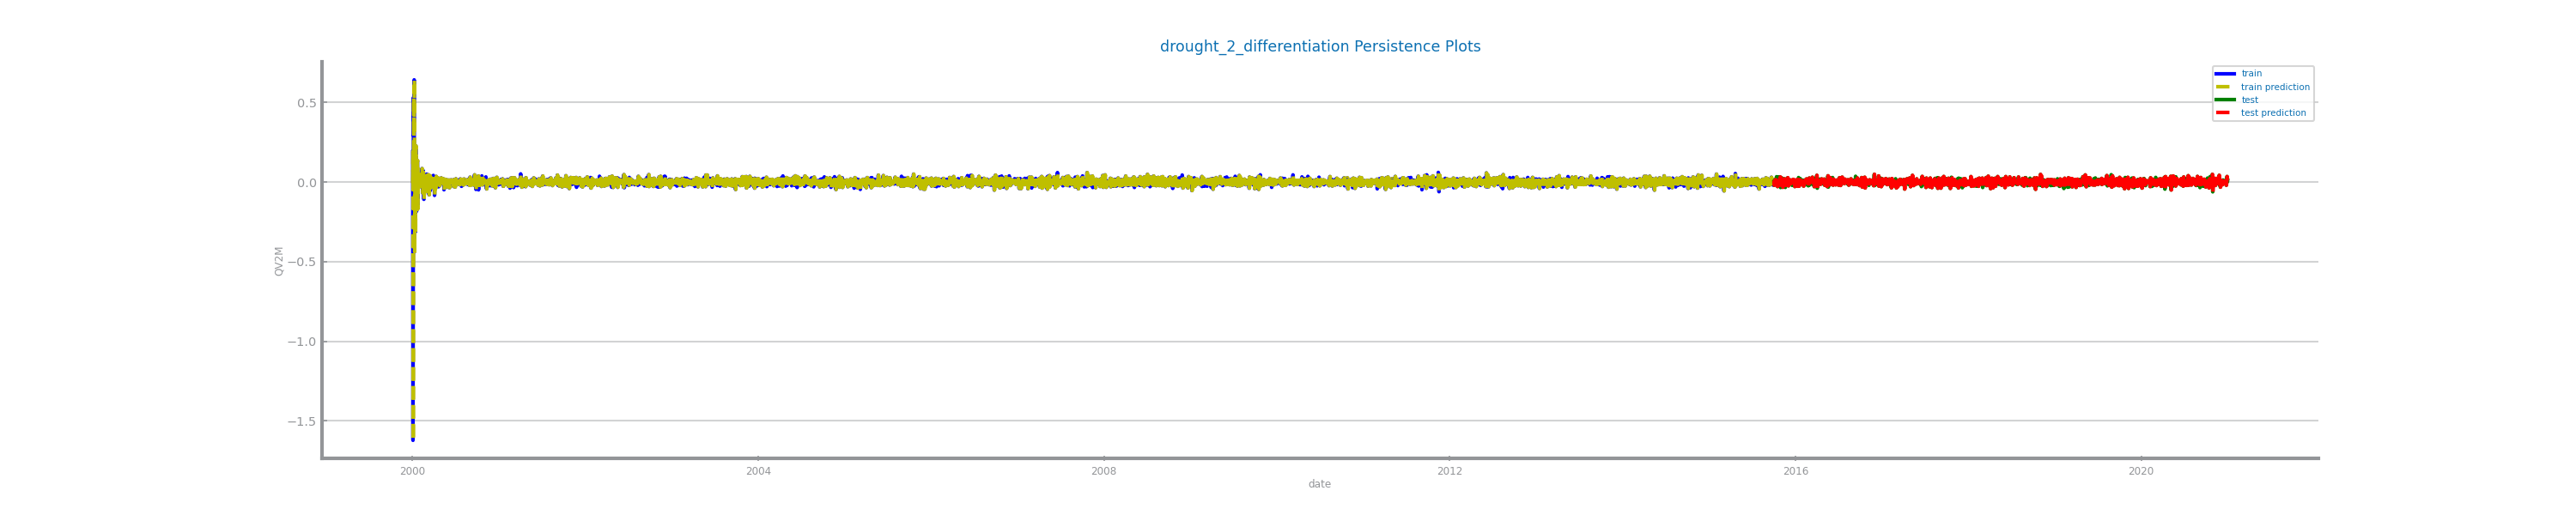 drought_2_differentiation Persistence Plots
train
train prediction
test
test prediction
0.5
0.0
−0.5
−1.0
−1.5
QV2M
2000
2004
2008
2012
2016
2020
date